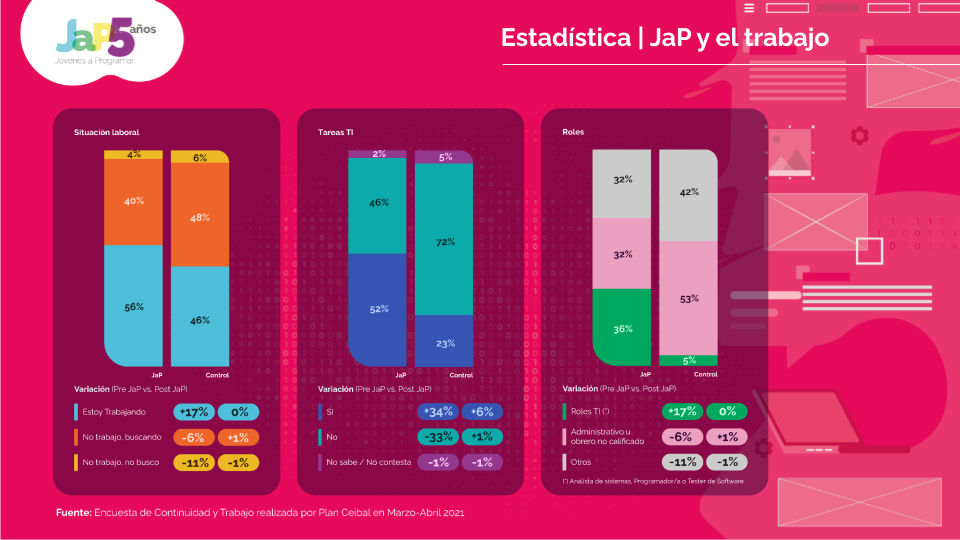 JaP5 años
Jóvenes a Programar
Estadística | JaP y el trabajo
Situación laboral
4%
6%
40%
48%
56%
46%
JaP
Control
Variación (Pre JaP vs. Post JaP)
Estoy Trabajando +17% 0%
No trabajo, buscando -6% +1%
No trabajo, no busco -11% -1%
Tareas TI
2%
5%
46%
72%
52%
23%
JaP
Control
Variación (Pre JaP vs. Post JaP)
SI +34% +6%
No -33% +1%
No sabe / No contesta -1% -1%
Roles
32%
42%
32%
53%
36%
5%
JaP
Control
Variación (Pre JaP vs. Post JaP)
Roles TI (*) +17% 0%
Administrativo u
obrero no calificado -6% +1%
Otros -11% -1%
(*) Analista de sistemas, Programador/a o Tester de Software
Fuente: Encuesta de Continuidad y Trabajo realizada por Plan Ceibal en Marzo-Abril 2021